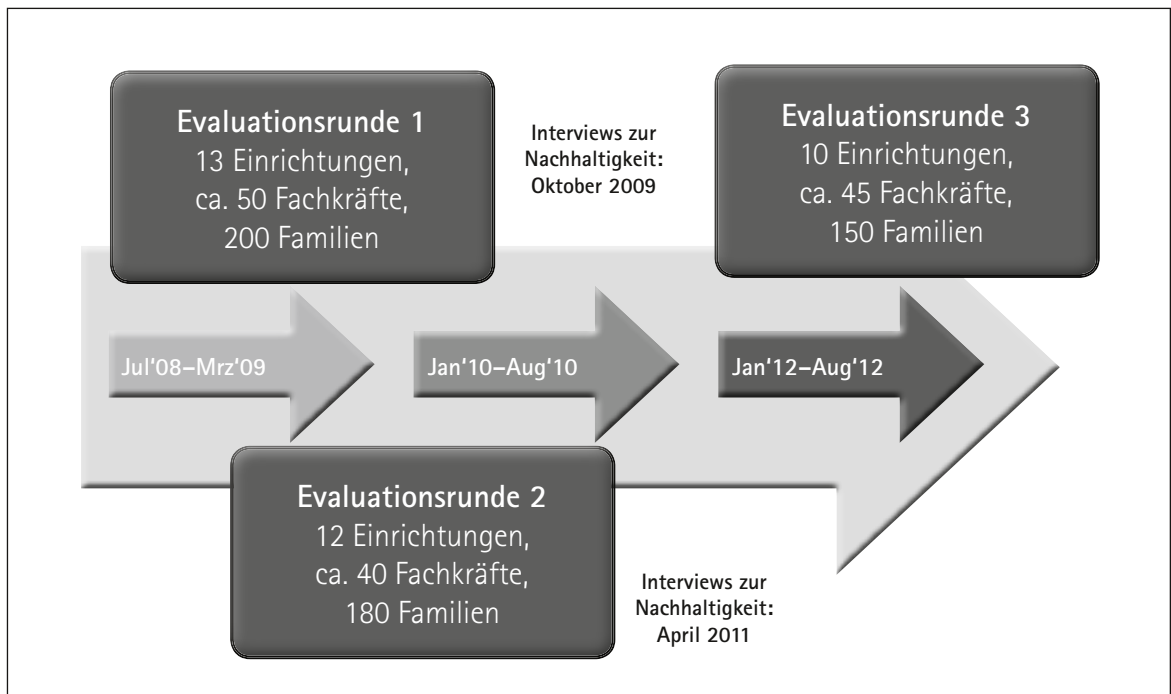 Evaluationsrunde 1
13 Einrichtungen,
ca. 50 Fachkräfte,
200 Familien
Interviews zur
Nachhaltigkeit:
Oktober 2009
Evaluationsrunde 3
10 Einrichtungen,
ca. 45 Fachkräfte,
150 Familien
Jul'08–Mrz'09
Jan'10–Aug'10
Jan'12–Aug'12
Evaluationsrunde 2
12 Einrichtungen,
ca. 40 Fachkräfte,
180 Familien
Interviews zur
Nachhaltigkeit:
April 2011